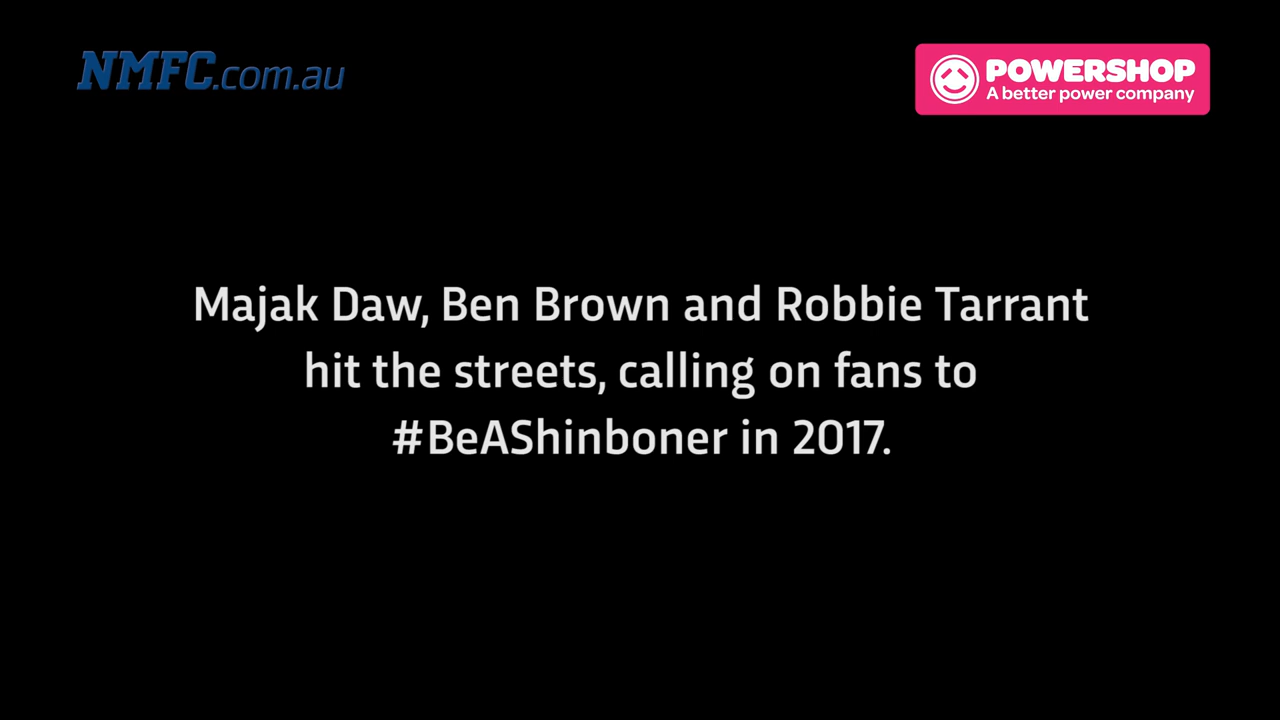 NMFC.com.au
POWERSHOP
A better power company
Majak Daw, Ben Brown and Robbie Tarrant
hit the streets, calling on fans to
#BeAShinboner in 2017.